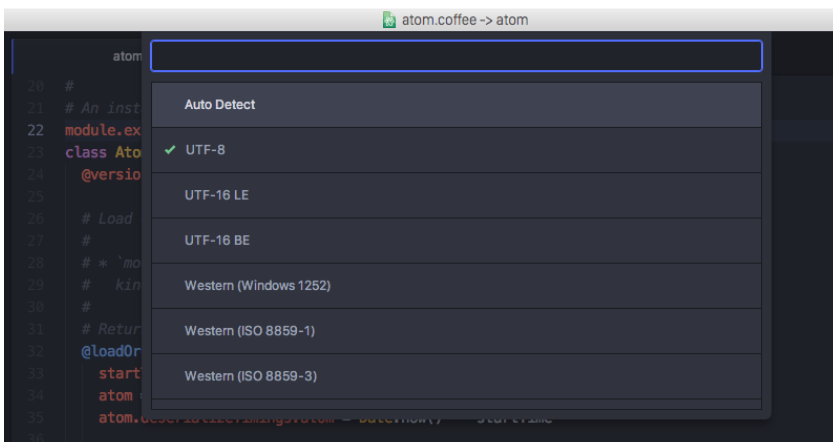 atom.coffee -> atom
atom
20 #
21 # An inst
22 module.ex
23 class Ato
24 @versio
25
26 # Load
27 #
28 # * `mo
29 # kin
30 #
31 # Retur
32 @loadOr
33 start
34 atom =
35 atom.deserializeTimings.atom = Date.now() - startTime
36
Auto Detect
✔ UTF-8
UTF-16 LE
UTF-16 BE
Western (Windows 1252)
Western (ISO 8859-1)
Western (ISO 8859-3)